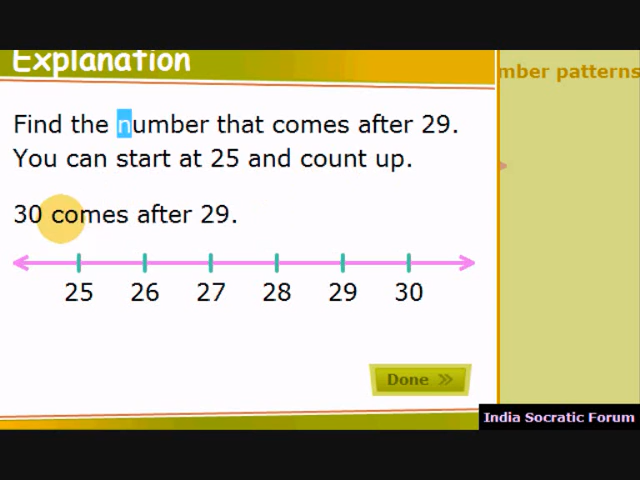 Explanation
mber patterns
Find the number that comes after 29.
You can start at 25 and count up.
30 comes after 29.
25 26 27 28 29 30
Done
India Socratic Forum